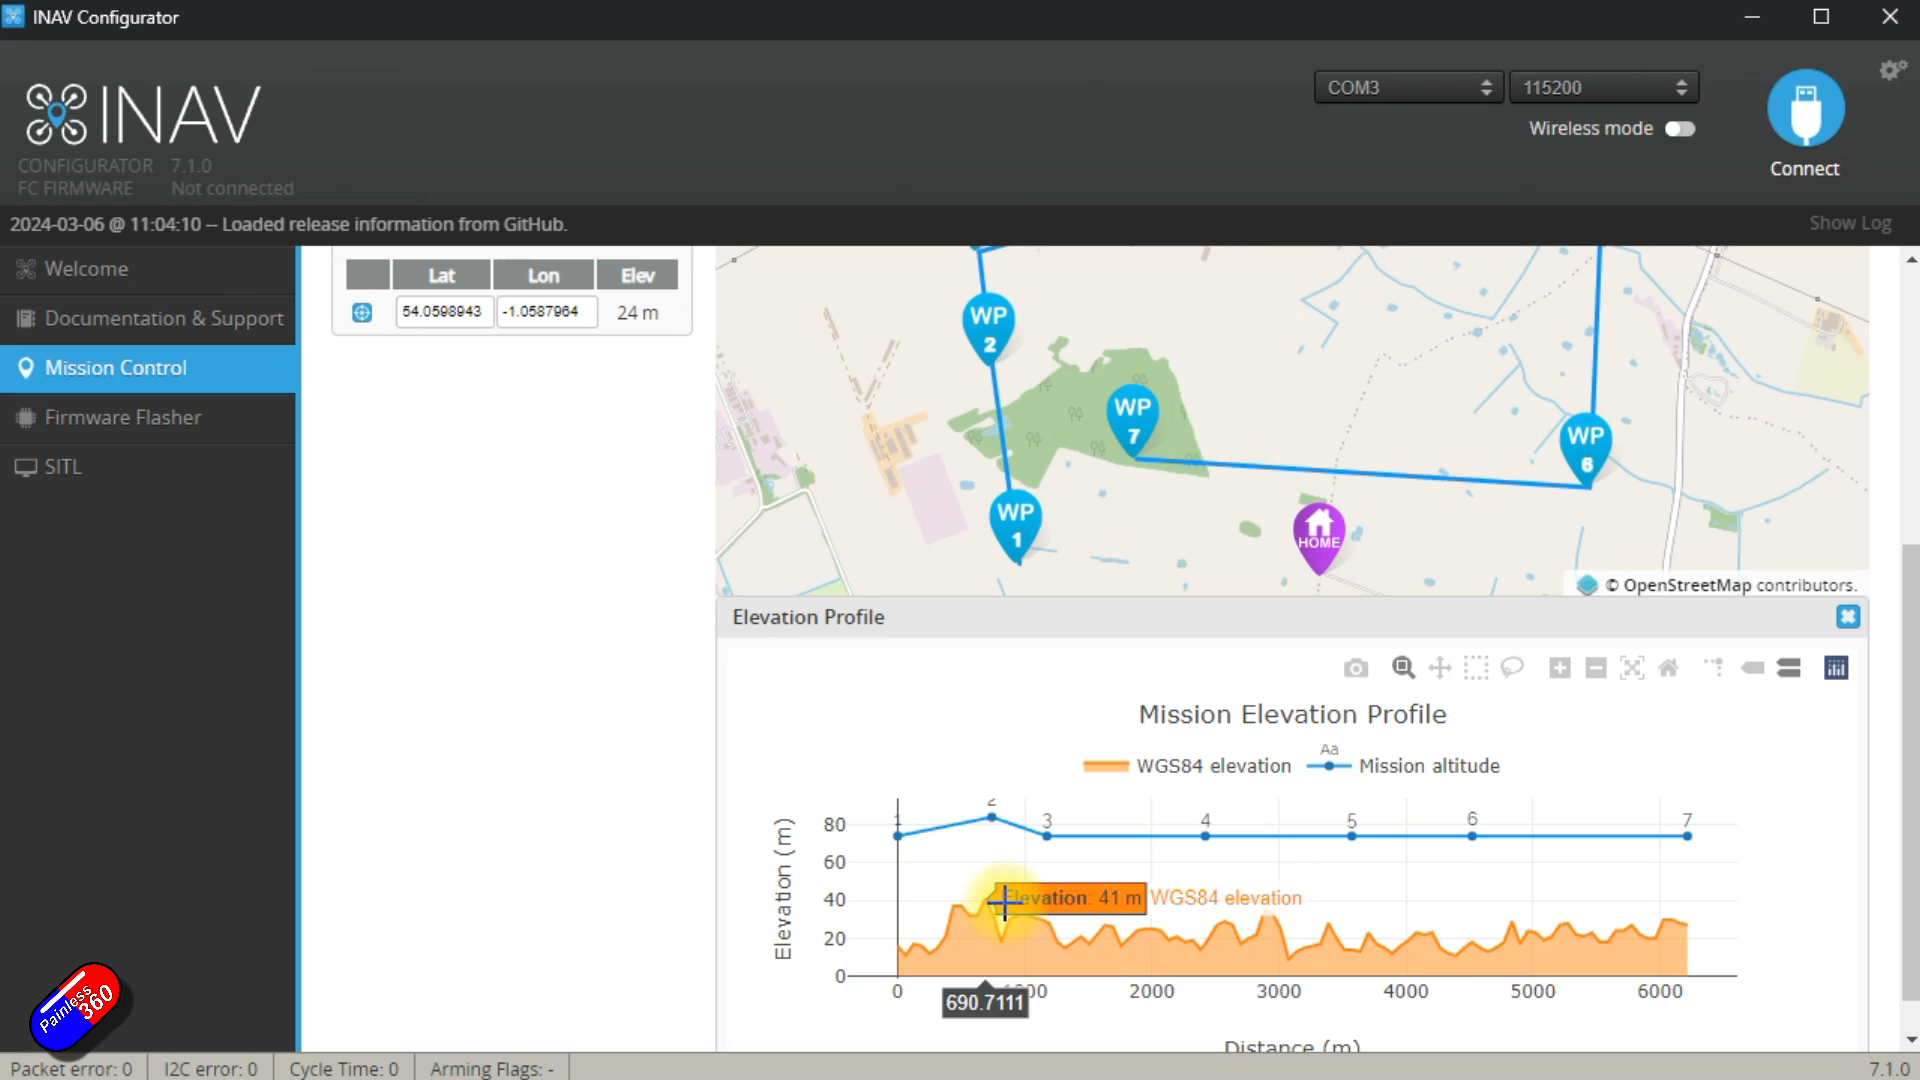 INAV Configurator
INAV
CONFIGURATOR 7.1.0
FC FIRMWARE Not connected
COM3
115200
Wireless mode
Connect
2024-03-06 @ 11:04:10 -- Loaded release information from GitHub.
Show Log
Welcome
Documentation & Support
Mission Control
Firmware Flasher
SITL
Lat Lon Elev
54.0598943 -1.0587964 24 m
WP
2
WP
7
WP
6
WP
1
HOME
© OpenStreetMap contributors.
Elevation Profile
Mission Elevation Profile
Aa
WGS84 elevation Mission altitude
Elevation (m)
80
60
40
20
0
1 2 3 4 5 6 7
Elevation: 41 m WGS84 elevation
0 2000 3000 4000 5000 6000
690.7111
Distance (m)
Painless
360
Packet error: 0 I2C error: 0 Cycle Time: 0 Arming Flags: - 7.1.0